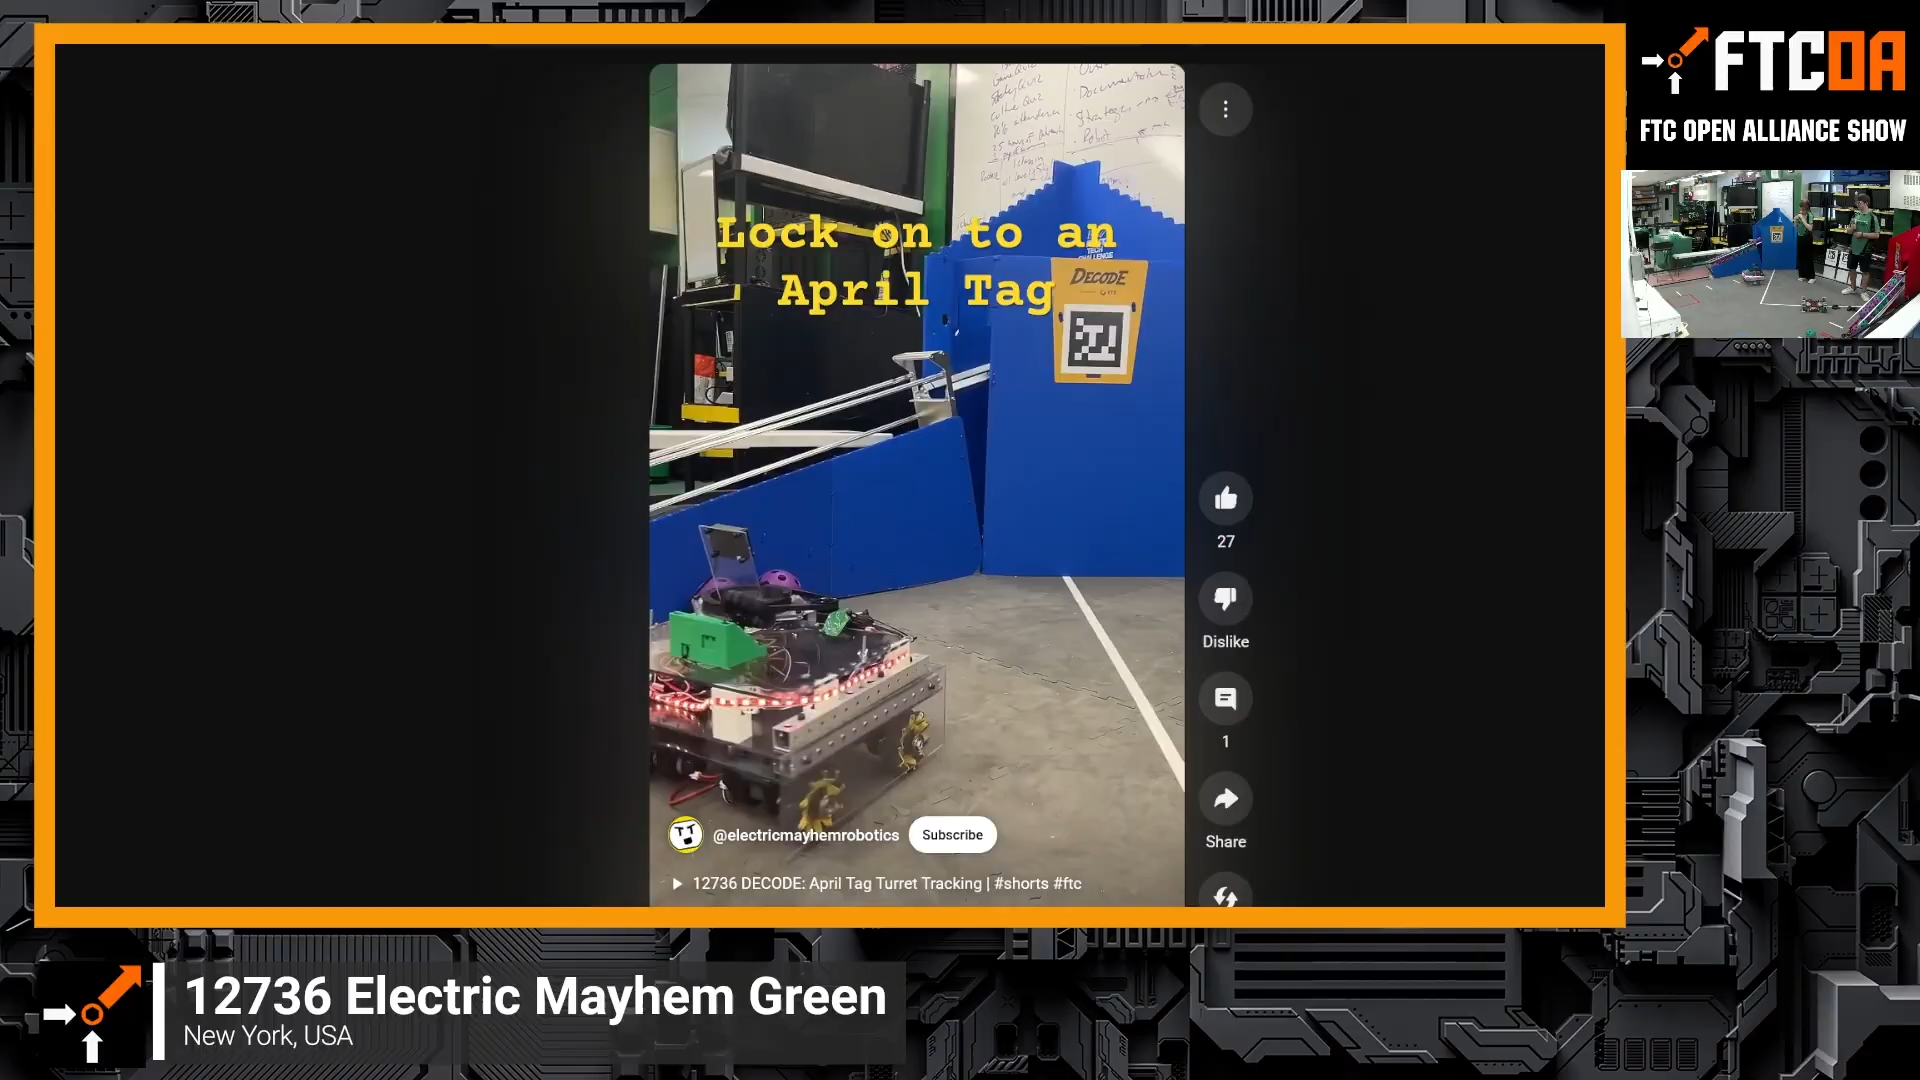 FTCOA
FTC OPEN ALLIANCE SHOW
Lock on to an
April Tag
DECODE
27
Dislike
1
Share
@electricmayhemrobotics
Subscribe
12736 DECODE: April Tag Turret Tracking | #shorts #ftc
12736 Electric Mayhem Green
New York, USA